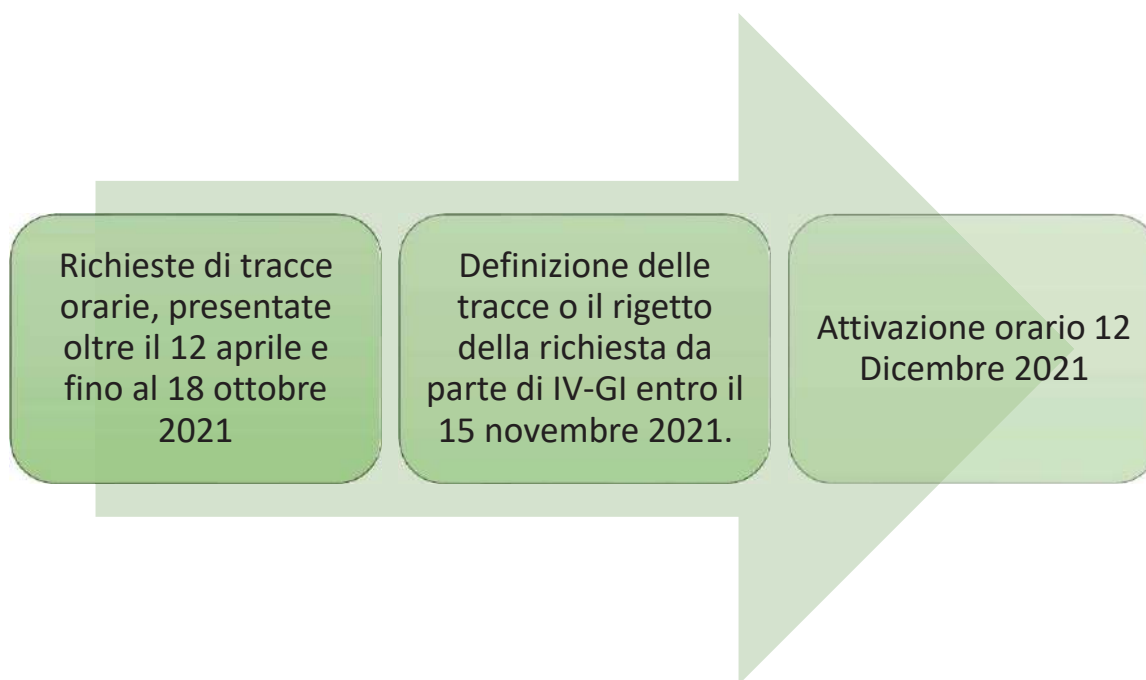 Richieste di tracce
orarie, presentate
oltre il 12 aprile e
fino al 18 ottobre
2021
Definizione delle
tracce o il rigetto
della richiesta da
parte di IV-GI entro il
15 novembre 2021.
Attivazione orario 12
Dicembre 2021